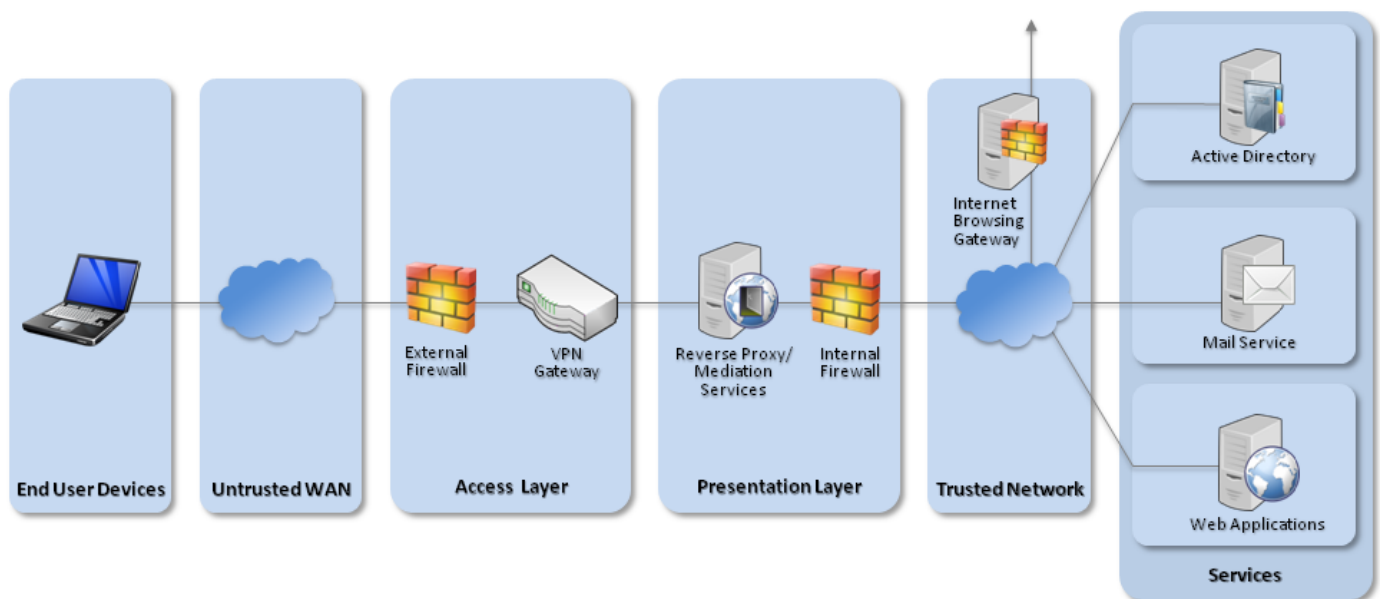 End User Devices
Untrusted WAN
External
Firewall
VPN
Gateway
Access Layer
Reverse Proxy/
Mediation
Services
Internal
Firewall
Presentation Layer
Internet
Browsing
Gateway
Trusted Network
Active Directory
Mail Service
Web Applications
Services